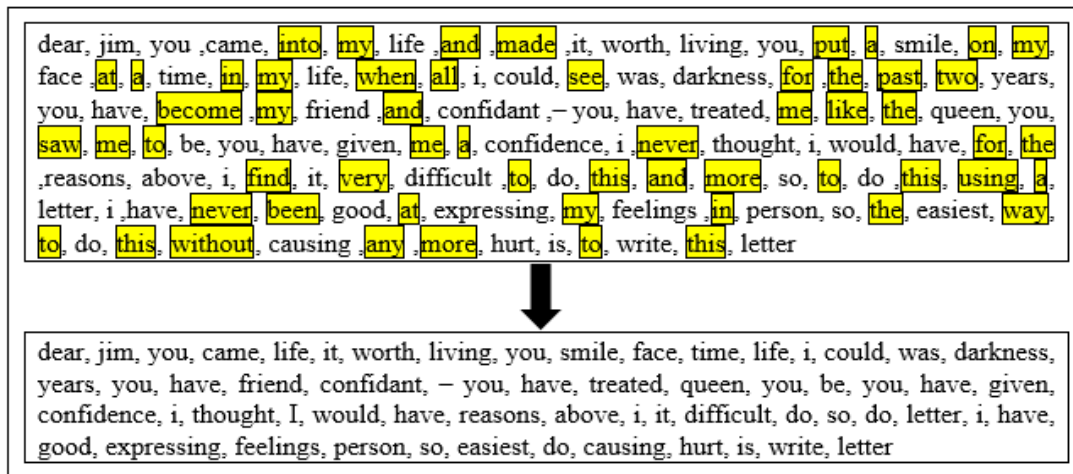 dear, jim, you ,came, into, my, life ,and ,made ,it, worth, living, you, put, a, smile, on, my,
face ,at, a, time, in, my, life, when, all, i, could, see, was, darkness, for ,the, past, two, years,
you, have, become ,my, friend ,and, confidant ,– you, have, treated, me, like, the, queen, you,
saw, me, to, be, you, have, given, me, a, confidence, i ,never, thought, i, would, have, for, the
,reasons, above, i, find, it, very, difficult ,to, do, this, and, more, so, to, do ,this, using, a,
letter, i ,have, never, been, good, at, expressing, my, feelings ,in, person, so, the, easiest, way,
to, do, this, without, causing ,any ,more, hurt, is, to, write, this, letter
dear, jim, you, came, life, it, worth, living, you, smile, face, time, life, i, could, was, darkness,
years, you, have, friend, confidant, – you, have, treated, queen, you, be, you, have, given,
confidence, i, thought, I, would, have, reasons, above, i, it, difficult, do, so, do, letter, i, have,
good, expressing, feelings, person, so, easiest, do, causing, hurt, is, write, letter